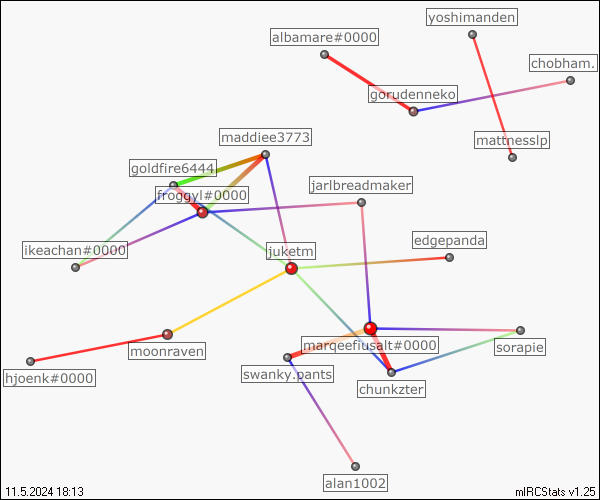 yoshimanden
albamare#0000
chobham.
gorudenneko
maddiee3773
mattnesslp
goldfire6444
jarlbreadmaker
froggyl#0000
edgepanda
ikeachan#0000
juketm
marqeefiusalt#0000
sorapie
moonraven
hjoenk#0000
swanky.pants
chunkzter
alan1002
11.5.2024 18:13
mIRCStats v1.25